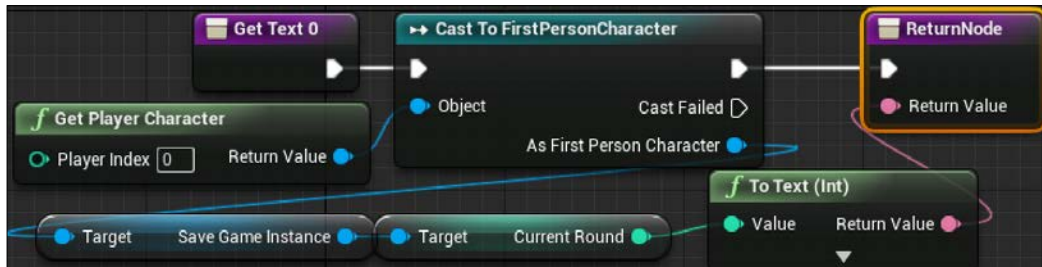 Get Text 0
Cast To FirstPersonCharacter
ReturnNode
Object
Cast Failed
Return Value
f Get Player Character
Player Index 0 Return Value
As First Person Character
f To Text (Int)
Target Save Game Instance
Target Current Round
Value Return Value